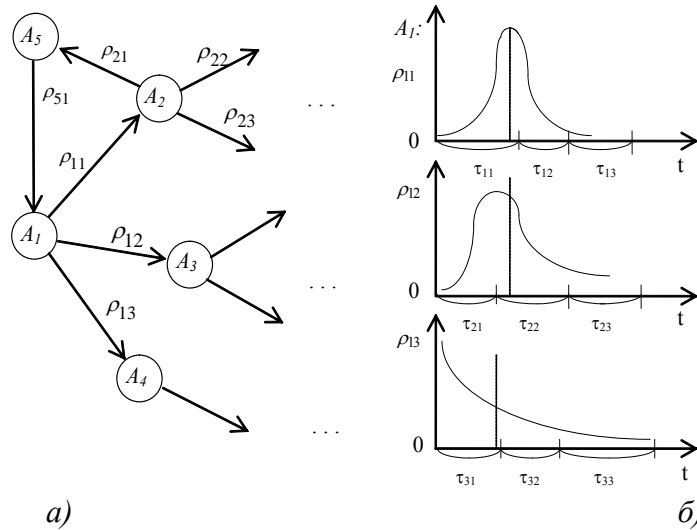 A5
ρ21
ρ22
ρ51
A2
. . .
ρ23
ρ11
A1
ρ12
A3
. . .
ρ13
A4
. . .
а)
A1:
ρ11
0
τ11
τ12
τ13
t
ρ12
0
τ21
τ22
τ23
t
ρ13
0
τ31
τ32
τ33
t
б)